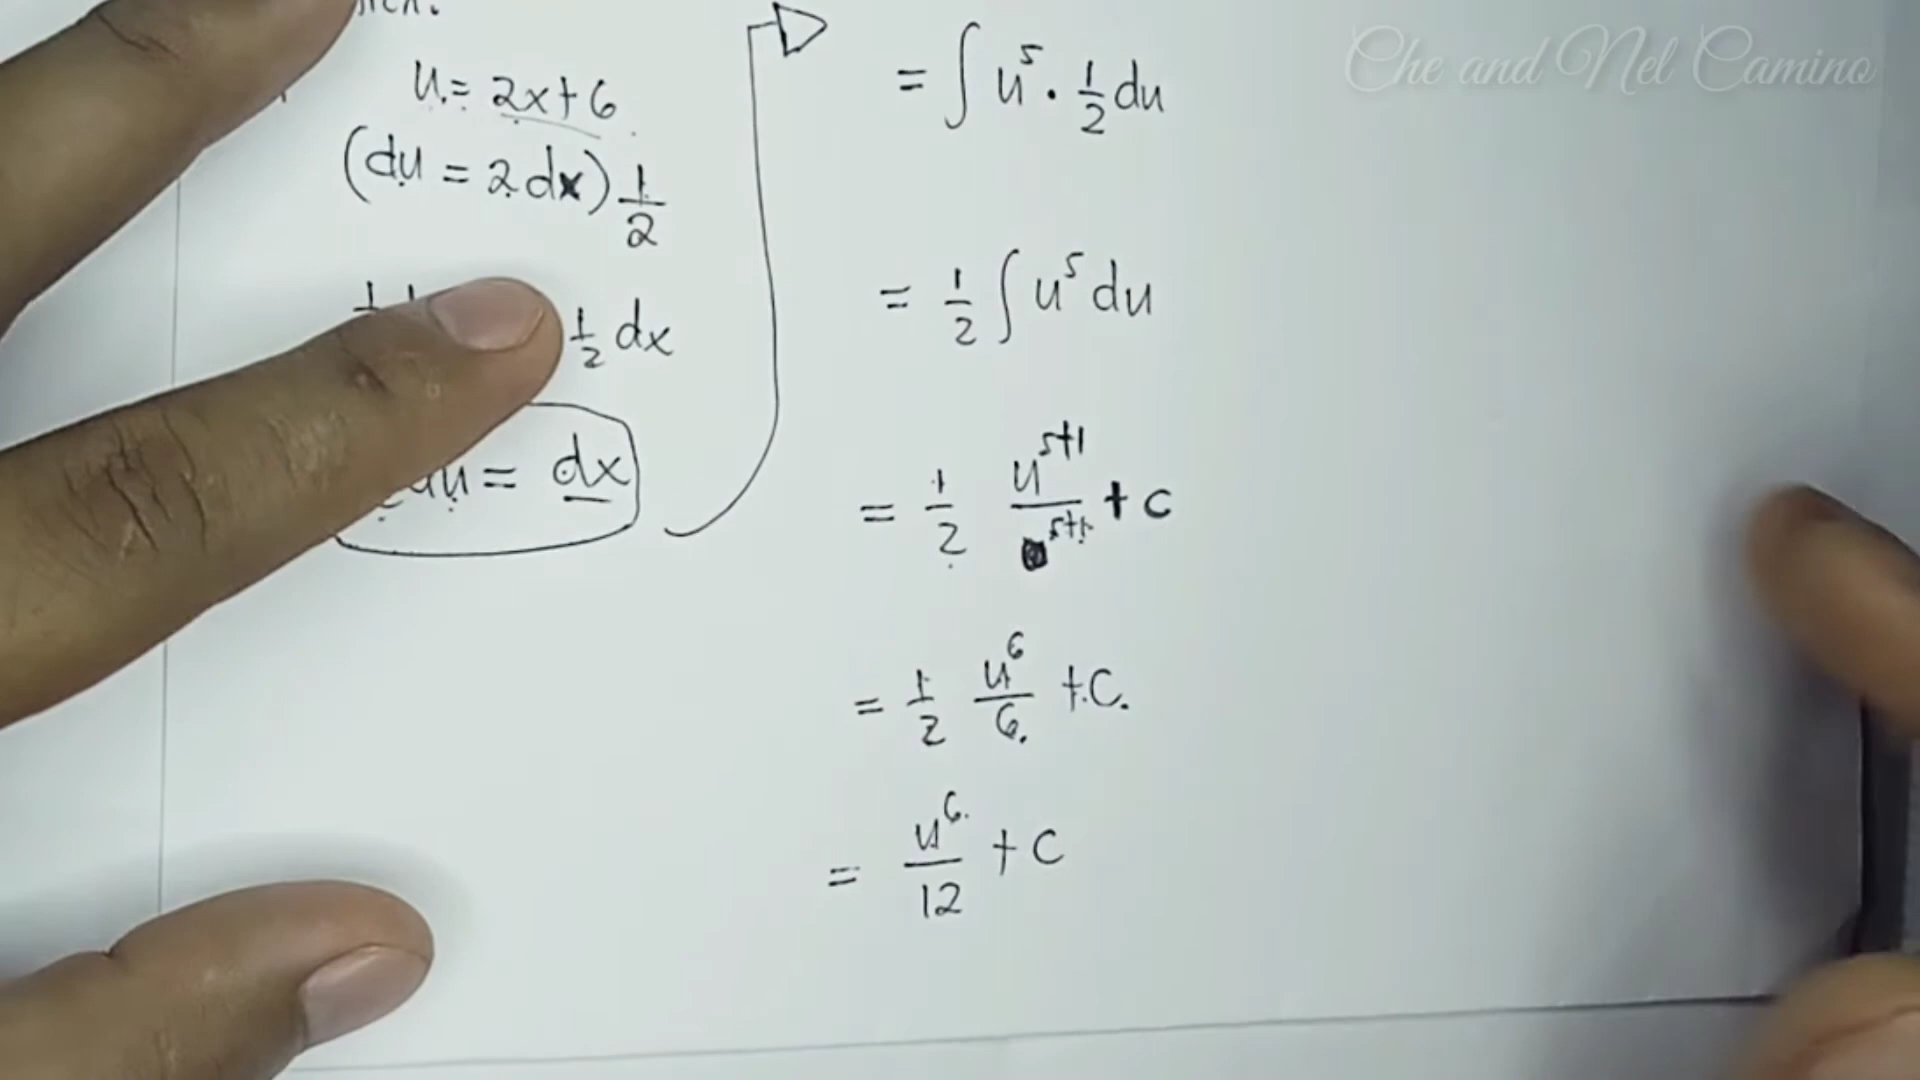 u = 2x+6
(du = 2dx) 1/2
1/2 dx
du = dx
= ∫ u⁵ · 1/2 du
= 1/2 ∫ u⁵ du
= 1/2 u⁵⁺¹/5+1 + c
= 1/2 u⁶/6 + C.
= u⁶/12 + C
Che and Nel Camino